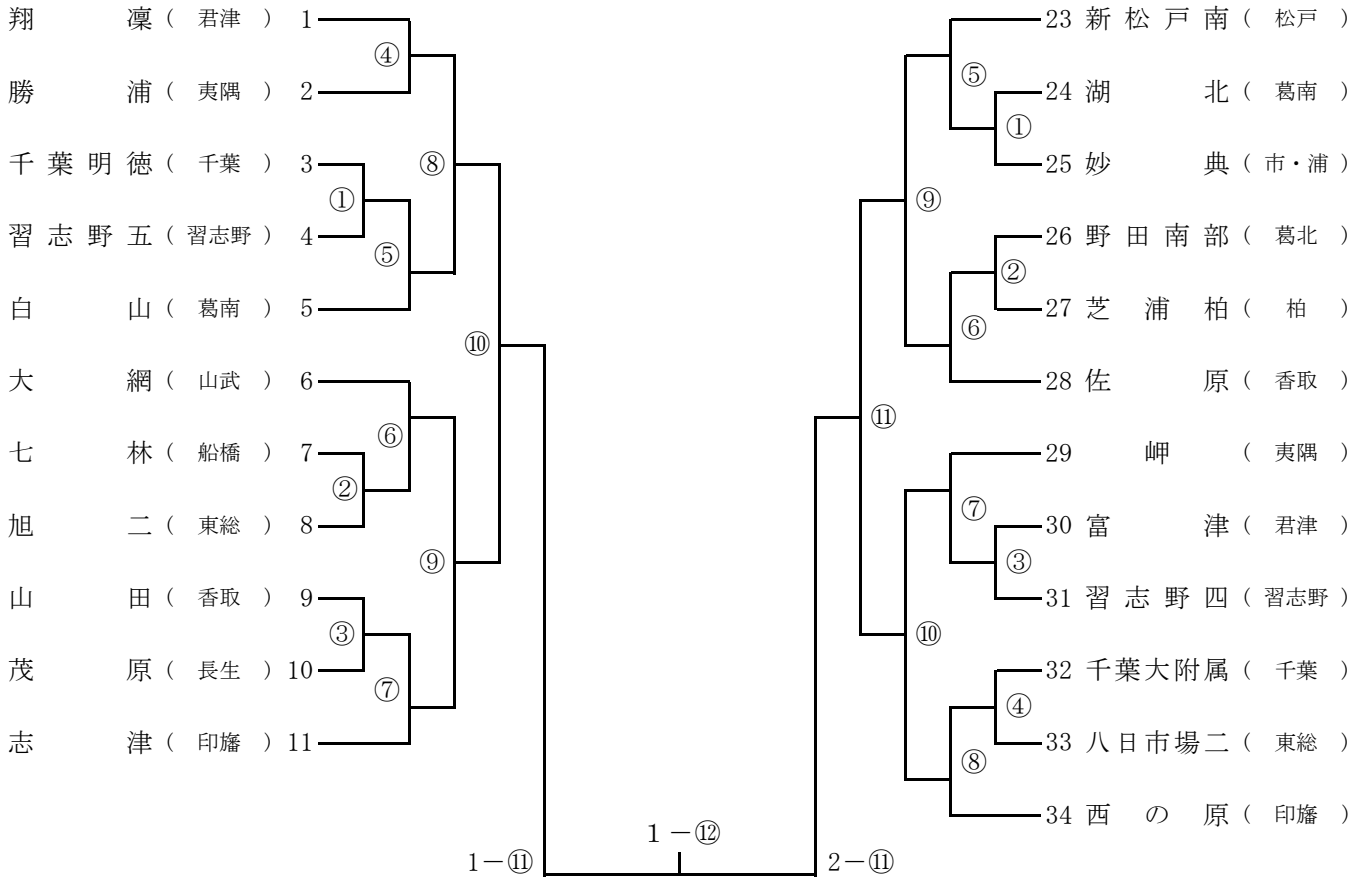 翔凜（君津）1
④
勝浦（夷隅）2
千葉明徳（千葉）3
⑧
①
習志野五（習志野）4
⑤
白山（葛南）5
⑩
大網（山武）6
⑥
七林（船橋）7
②
旭二（東総）8
⑨
山田（香取）9
③
茂原（長生）10
⑦
志津（印旛）11
23 新松戸南（松戸）
⑤
24 湖北（葛南）
①
25 妙典（市・浦）
⑨
26 野田南部（葛北）
②
27 芝浦柏（柏）
⑥
28 佐原（香取）
⑪
29 岬（夷隅）
⑦
30 富津（君津）
③
31 習志野四（習志野）
⑩
32 千葉大附属（千葉）
④
33 八日市場二（東総）
⑧
34 西の原（印旛）
1－⑫
1－⑪
2－⑪